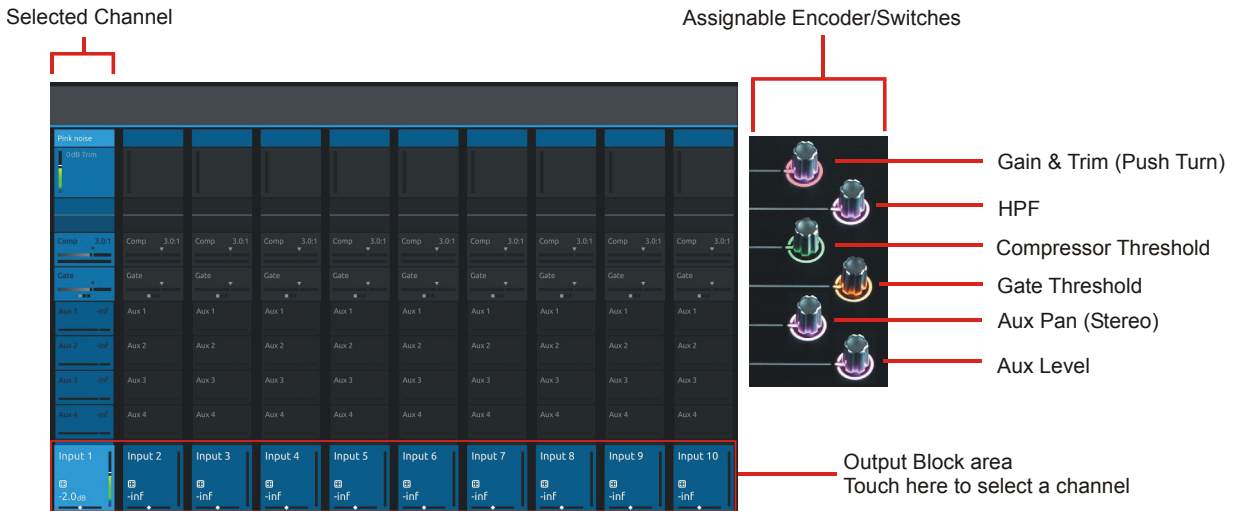 Selected Channel
Assignable Encoder/Switches
Pink noise
0dB Trim
Comp 3.0:1
Comp 3.0:1
Comp 3.0:1
Comp 3.0:1
Comp 3.0:1
Comp 3.0:1
Comp 3.0:1
Comp 3.0:1
Comp 3.0:1
Comp 3.0:1
Gate
Gate
Gate
Gate
Gate
Gate
Gate
Gate
Gate
Gate
Aux 1 -inf
Aux 1
Aux 1
Aux 1
Aux 1
Aux 1
Aux 1
Aux 1
Aux 1
Aux 1
Aux 2 -inf
Aux 2
Aux 2
Aux 2
Aux 2
Aux 2
Aux 2
Aux 2
Aux 2
Aux 2
Aux 3 -inf
Aux 3
Aux 3
Aux 3
Aux 3
Aux 3
Aux 3
Aux 3
Aux 3
Aux 3
Aux 4 -inf
Aux 4
Aux 4
Aux 4
Aux 4
Aux 4
Aux 4
Aux 4
Aux 4
Aux 4
Input 1
-2.0dB
Input 2
-inf
Input 3
-inf
Input 4
-inf
Input 5
-inf
Input 6
-inf
Input 7
-inf
Input 8
-inf
Input 9
-inf
Input 10
-inf
Gain & Trim (Push Turn)
HPF
Compressor Threshold
Gate Threshold
Aux Pan (Stereo)
Aux Level
Output Block area
Touch here to select a channel